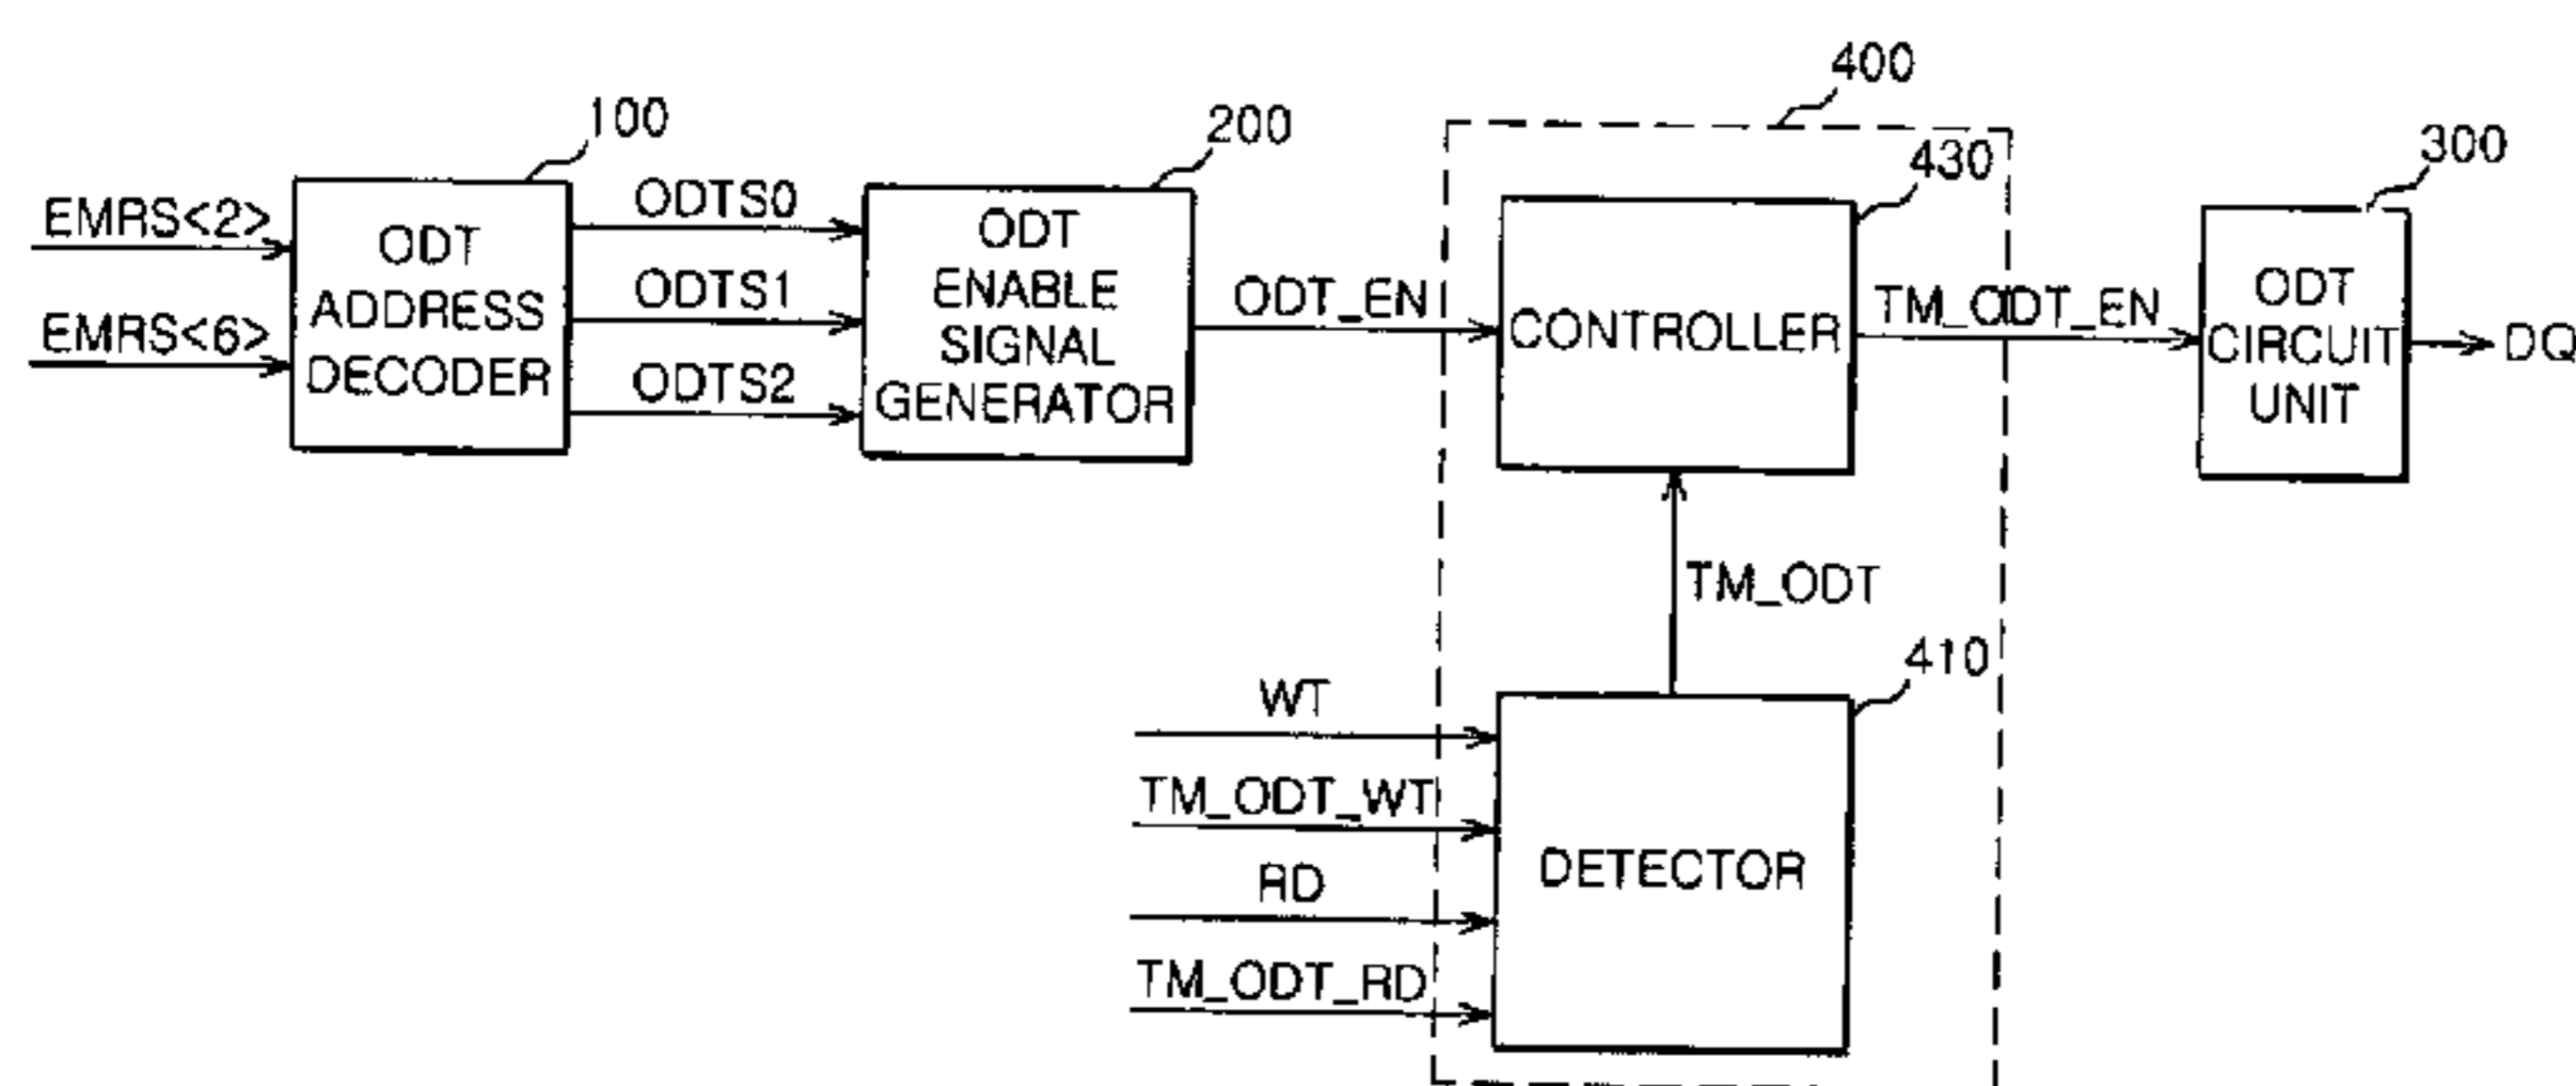 400
100
200
430
300
EMRS<2>
EMRS<6>
ODT
ADDRESS
DECODER
ODTS0
ODTS1
ODTS2
ODT
ENABLE
SIGNAL
GENERATOR
ODT_EN
CONTROLLER
TM_ODT_EN
ODT
CIRCUIT
UNIT
DQ
TM_ODT
410
WT
TM_ODT_WT
RD
TM_ODT_RD
DETECTOR